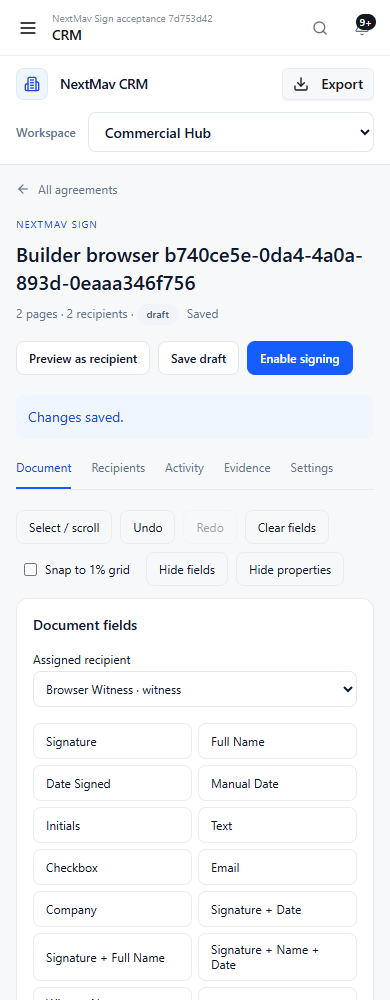 NextMav Sign acceptance 7d753d42
CRM
9+
NextMav CRM
Export
Workspace
Commercial Hub
All agreements
NEXTMAV SIGN
Builder browser b740ce5e-0da4-4a0a-
893d-0eaaa346f756
2 pages · 2 recipients · draft Saved
Preview as recipient
Save draft
Enable signing
Changes saved.
Document
Recipients
Activity
Evidence
Settings
Select / scroll
Undo
Redo
Clear fields
Snap to 1% grid
Hide fields
Hide properties
Document fields
Assigned recipient
Browser Witness · witness
Signature
Full Name
Date Signed
Manual Date
Initials
Text
Checkbox
Email
Company
Signature + Date
Signature + Full Name
Signature + Name +
Date